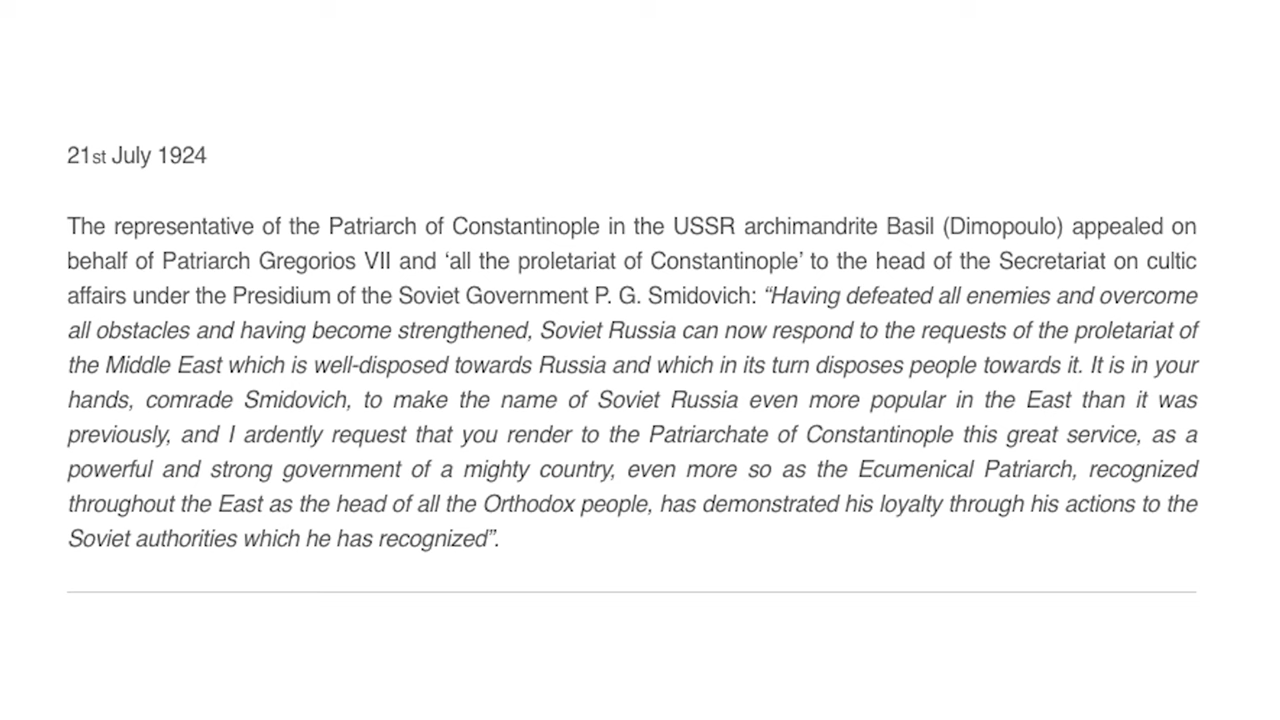 21st July 1924
The representative of the Patriarch of Constantinople in the USSR archimandrite Basil (Dimopoulo) appealed on
behalf of Patriarch Gregorios VII and ‘all the proletariat of Constantinople’ to the head of the Secretariat on cultic
affairs under the Presidium of the Soviet Government P. G. Smidovich: “Having defeated all enemies and overcome
all obstacles and having become strengthened, Soviet Russia can now respond to the requests of the proletariat of
the Middle East which is well-disposed towards Russia and which in its turn disposes people towards it. It is in your
hands, comrade Smidovich, to make the name of Soviet Russia even more popular in the East than it was
previously, and I ardently request that you render to the Patriarchate of Constantinople this great service, as a
powerful and strong government of a mighty country, even more so as the Ecumenical Patriarch, recognized
throughout the East as the head of all the Orthodox people, has demonstrated his loyalty through his actions to the
Soviet authorities which he has recognized”.